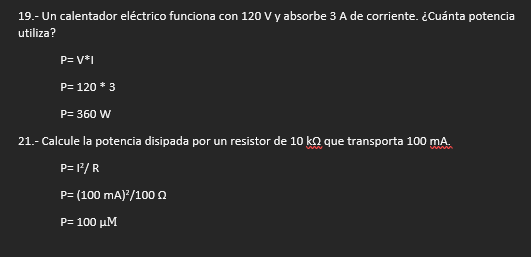 19.- Un calentador eléctrico funciona con 120 V y absorbe 3 A de corriente. ¿Cuánta potencia
utiliza?
P= V*I
P= 120 * 3
P= 360 W
21.- Calcule la potencia disipada por un resistor de 10 kΩ que transporta 100 mA.
P= I²/ R
P= (100 mA)²/100 Ω
P= 100 μM